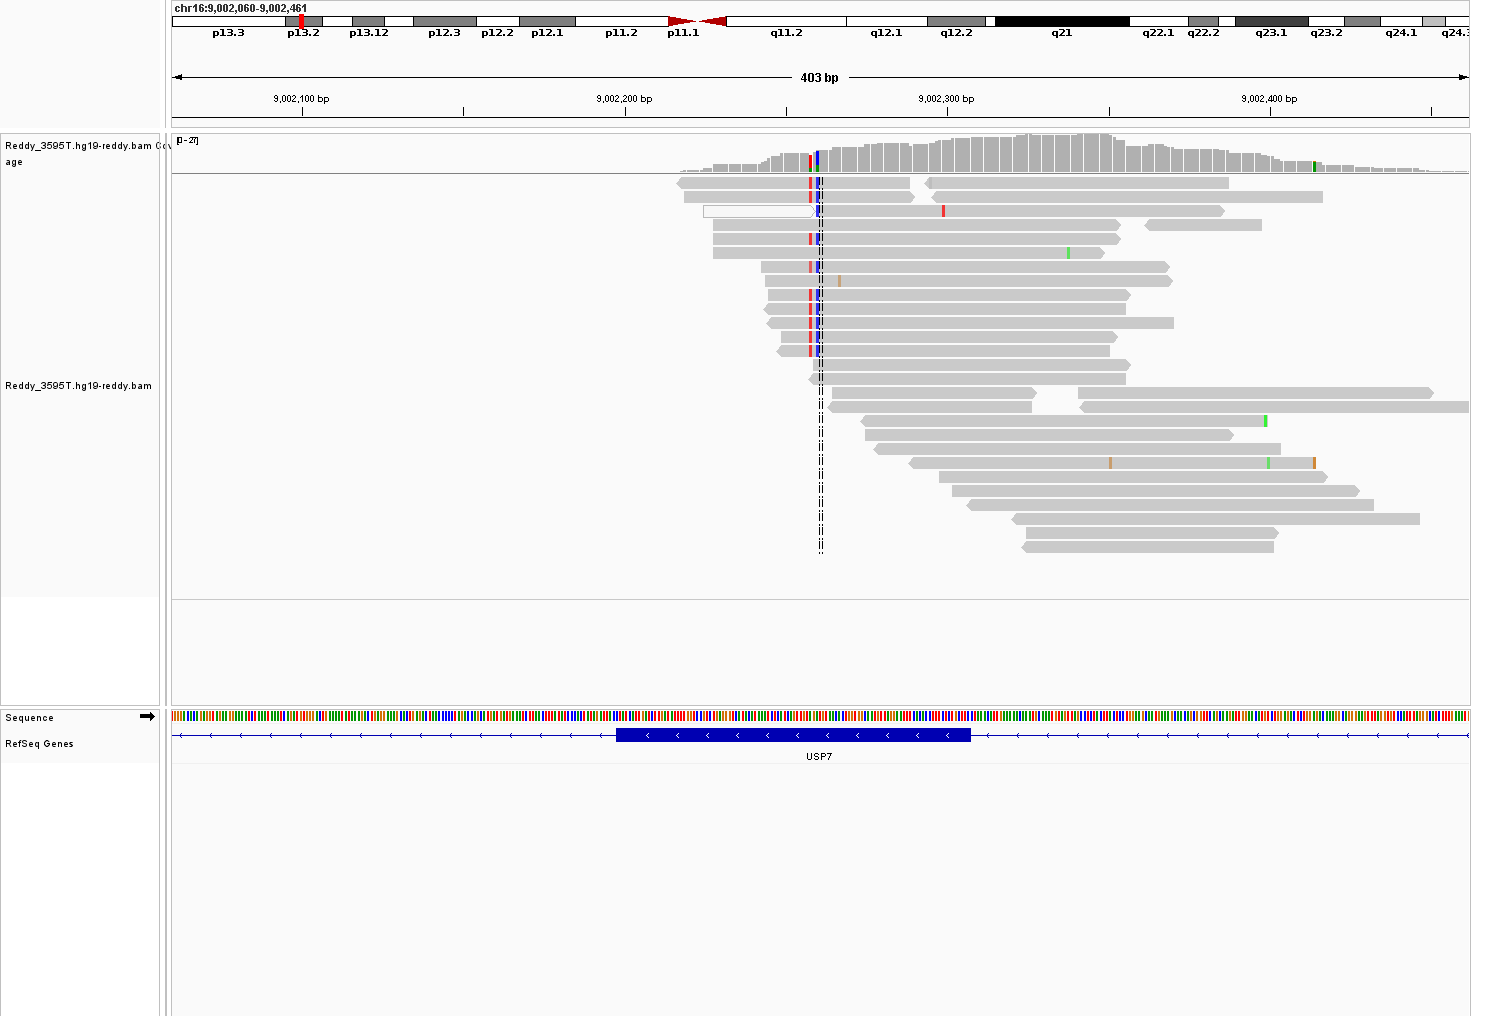 chr16:9,002,060-9,002,461
p13.3 p13.2 p13.12 p12.3 p12.2 p12.1 p11.2 p11.1 q11.2 q12.1 q12.2 q21 q22.1 q22.2 q23.1 q23.2 q24.1 q24.3
403 bp
9,002,100 bp 9,002,200 bp 9,002,300 bp 9,002,400 bp
Reddy_3595T.hg19-reddy.bam Cov
age
[0 - 27]
Reddy_3595T.hg19-reddy.bam
Sequence
RefSeq Genes
USP7